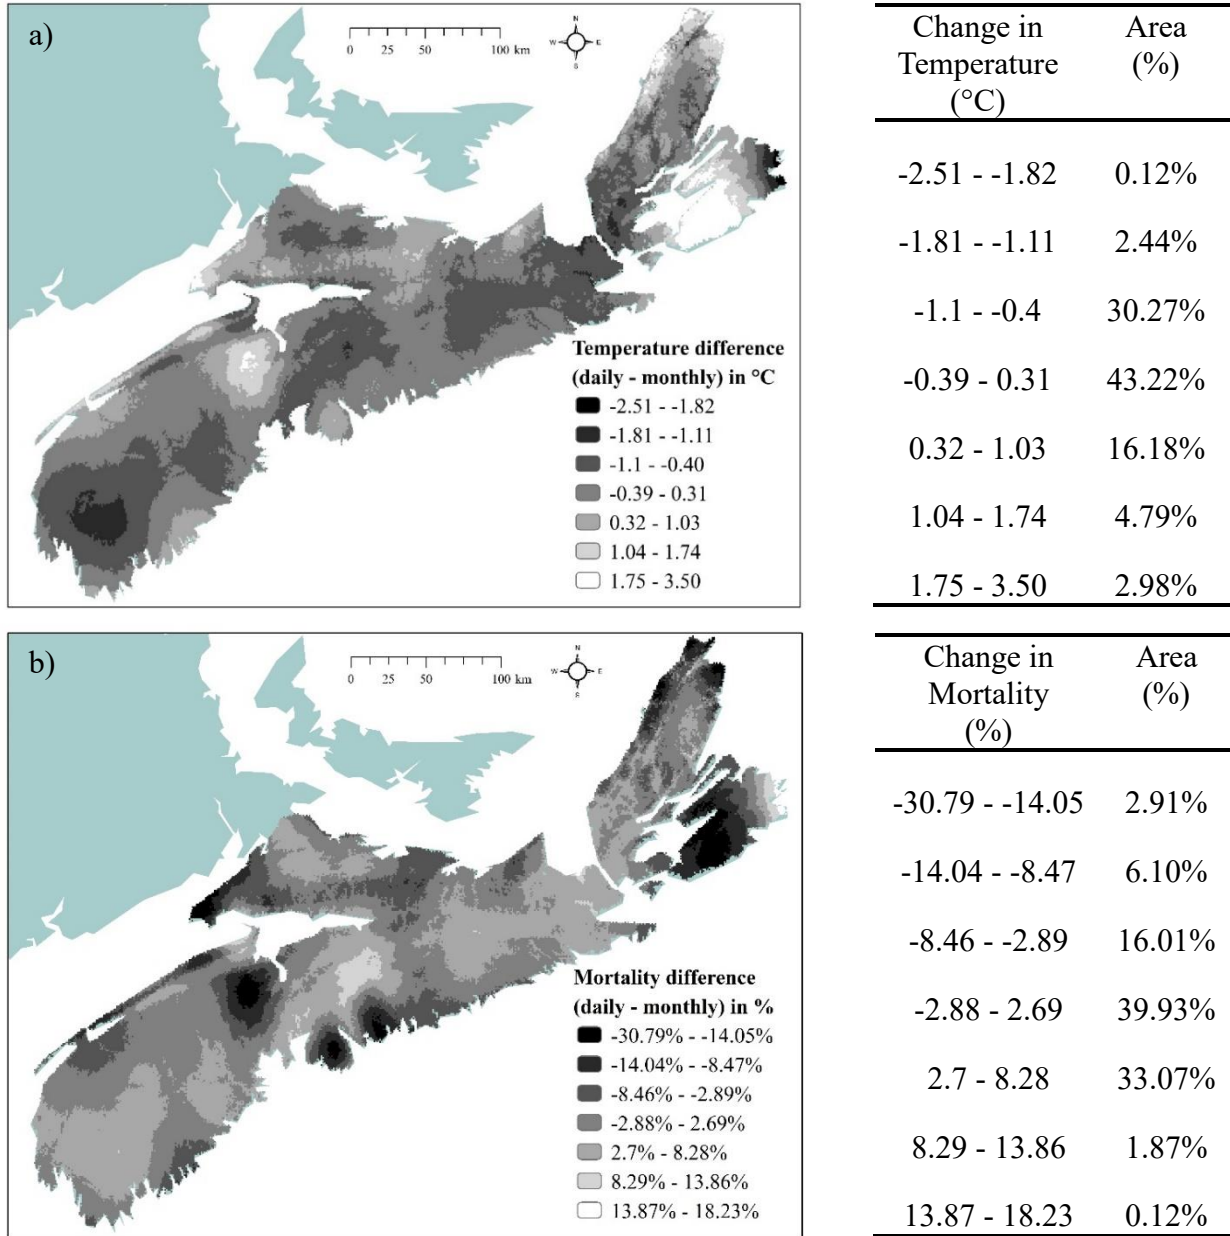 a)
N
W E
S
0 25 50 100 km
Temperature difference
(daily - monthly) in °C
-2.51 - -1.82
-1.81 - -1.11
-1.1 - -0.40
-0.39 - 0.31
0.32 - 1.03
1.04 - 1.74
1.75 - 3.50
Change in Area
Temperature (%)
(°C)
-2.51 - -1.82 0.12%
-1.81 - -1.11 2.44%
-1.1 - -0.4 30.27%
-0.39 - 0.31 43.22%
0.32 - 1.03 16.18%
1.04 - 1.74 4.79%
1.75 - 3.50 2.98%
b)
N
W E
S
0 25 50 100 km
Mortality difference
(daily - monthly) in %
-30.79% - -14.05%
-14.04% - -8.47%
-8.46% - -2.89%
-2.88% - 2.69%
2.7% - 8.28%
8.29% - 13.86%
13.87% - 18.23%
Change in Area
Mortality (%)
(%)
-30.79 - -14.05 2.91%
-14.04 - -8.47 6.10%
-8.46 - -2.89 16.01%
-2.88 - 2.69 39.93%
2.7 - 8.28 33.07%
8.29 - 13.86 1.87%
13.87 - 18.23 0.12%